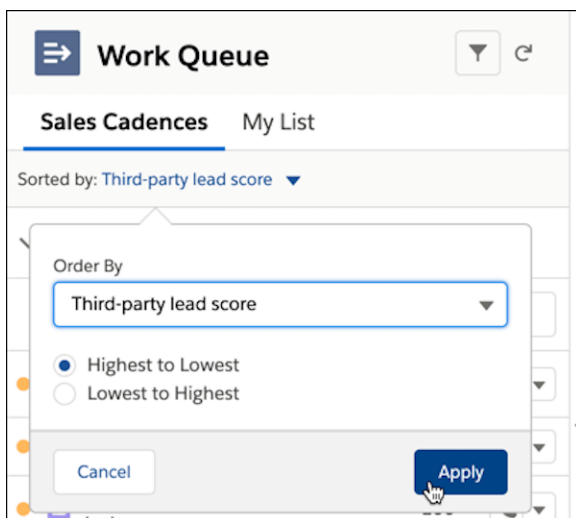 Work Queue
Sales Cadences My List
Sorted by: Third-party lead score
Order By
Third-party lead score
Highest to Lowest
Lowest to Highest
Cancel Apply